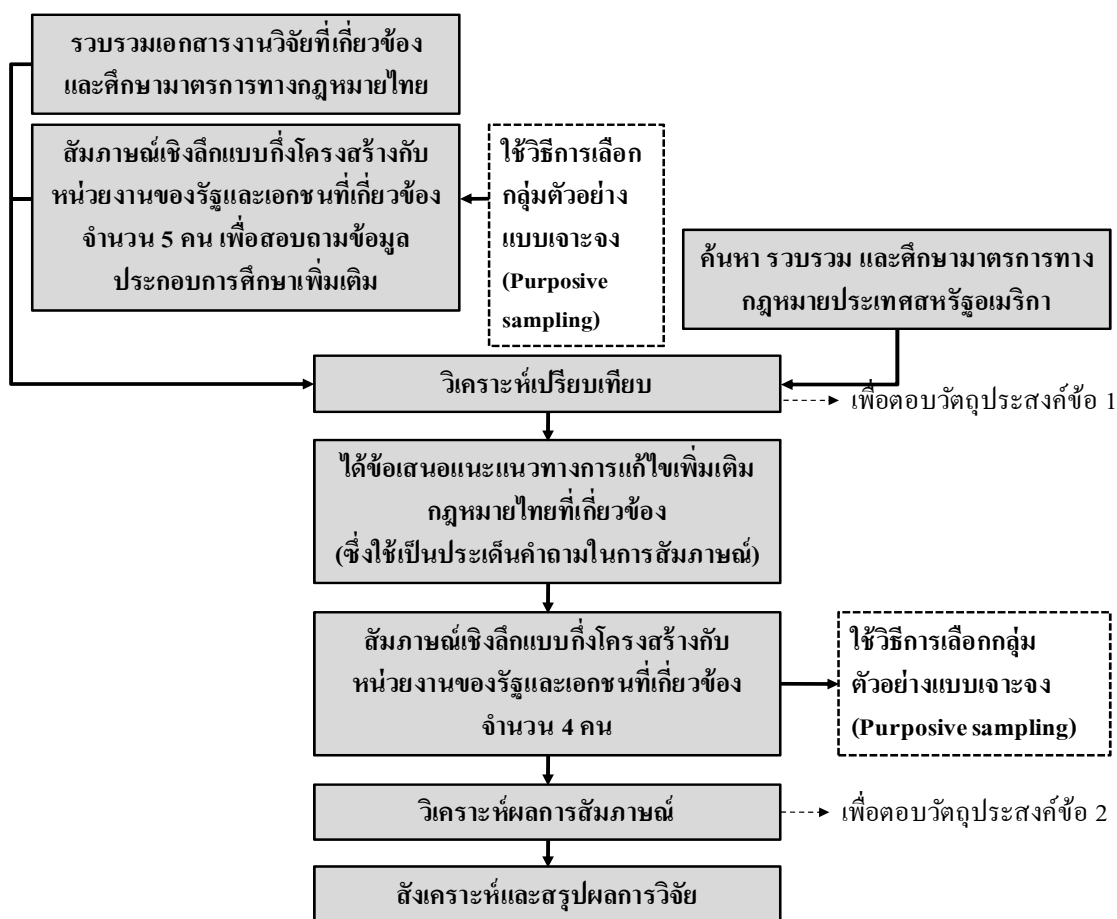 รวบรวมเอกสารงานวิจัยที่เกี่ยวข้อง
และศึกษามาตรการทางกฎหมายไทย
สัมภาษณ์เชิงลึกแบบกึ่งโครงสร้างกับ
หน่วยงานของรัฐและเอกชนที่เกี่ยวข้อง
จำนวน 5 คน เพื่อสอบถามข้อมูล
ประกอบการศึกษาเพิ่มเติม
ใช้วิธีการเลือก
กลุ่มตัวอย่าง
แบบเจาะจง
(Purposive
sampling)
ค้นหา รวบรวม และศึกษามาตรการทาง
กฎหมายประเทศสหรัฐอเมริกา
วิเคราะห์เปรียบเทียบ
เพื่อตอบวัตถุประสงค์ข้อ 1
ได้ข้อเสนอแนะแนวทางการแก้ไขเพิ่มเติม
กฎหมายไทยที่เกี่ยวข้อง
(ซึ่งใช้เป็นประเด็นคำถามในการสัมภาษณ์)
สัมภาษณ์เชิงลึกแบบกึ่งโครงสร้างกับ
หน่วยงานของรัฐและเอกชนที่เกี่ยวข้อง
จำนวน 4 คน
ใช้วิธีการเลือกกลุ่ม
ตัวอย่างแบบเจาะจง
(Purposive sampling)
วิเคราะห์ผลการสัมภาษณ์
เพื่อตอบวัตถุประสงค์ข้อ 2
สังเคราะห์และสรุปผลการวิจัย